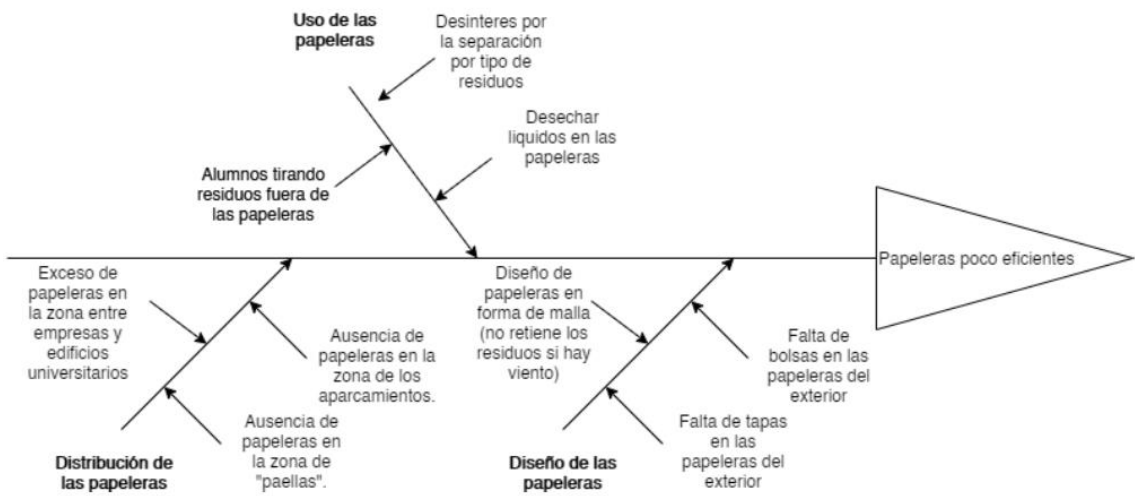 Uso de las
papeleras
Desinteres por
la separación
por tipo de
residuos
Desechar
liquidos en las
papeleras
Alumnos tirando
residuos fuera de
las papeleras
Papeleras poco eficientes
Exceso de
papeleras en
la zona entre
empresas y
edificios
universitarios
Ausencia de
papeleras en la
zona de los
aparcamientos.
Ausencia de
papeleras en
la zona de
"paellas".
Distribución de
las papeleras
Diseño de
papeleras en
forma de malla
(no retiene los
residuos si hay
viento)
Falta de
bolsas en las
papeleras del
exterior
Falta de tapas
en las
papeleras del
exterior
Diseño de las
papeleras